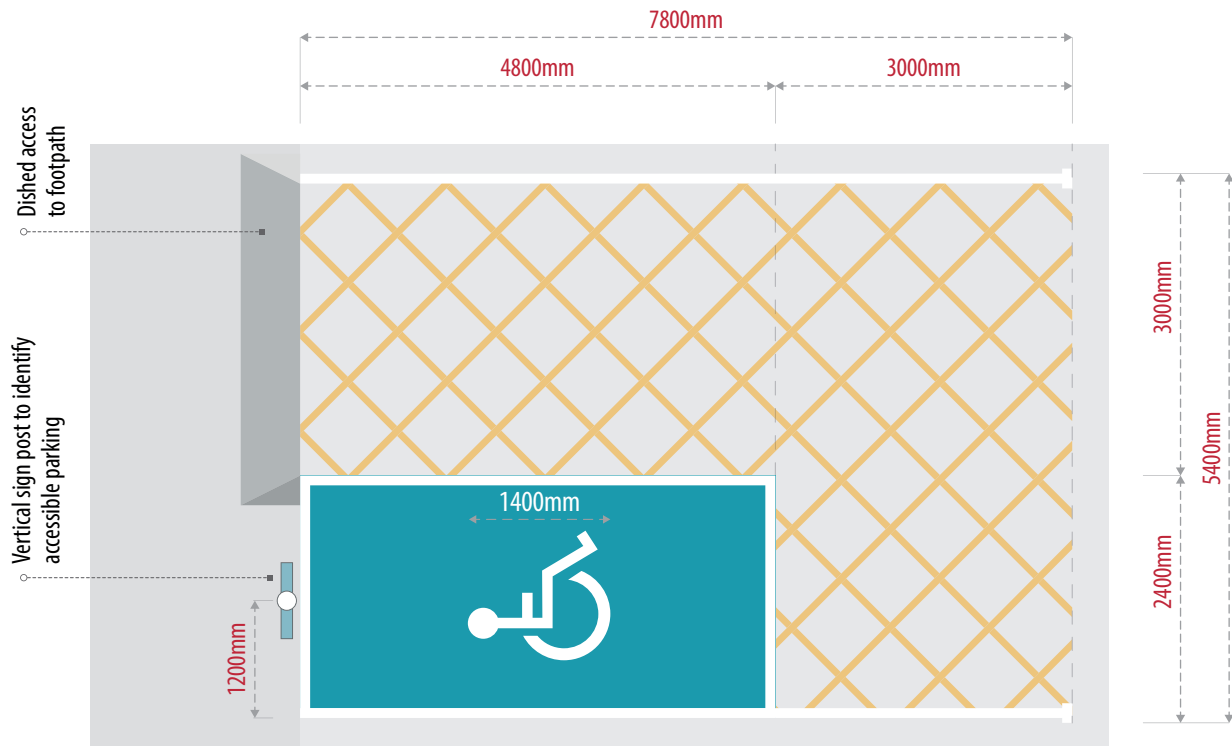 7800mm
4800mm
3000mm
Dished access
to footpath
Vertical sign post to identify
accessible parking
1400mm
1200mm
3000mm
2400mm
5400mm